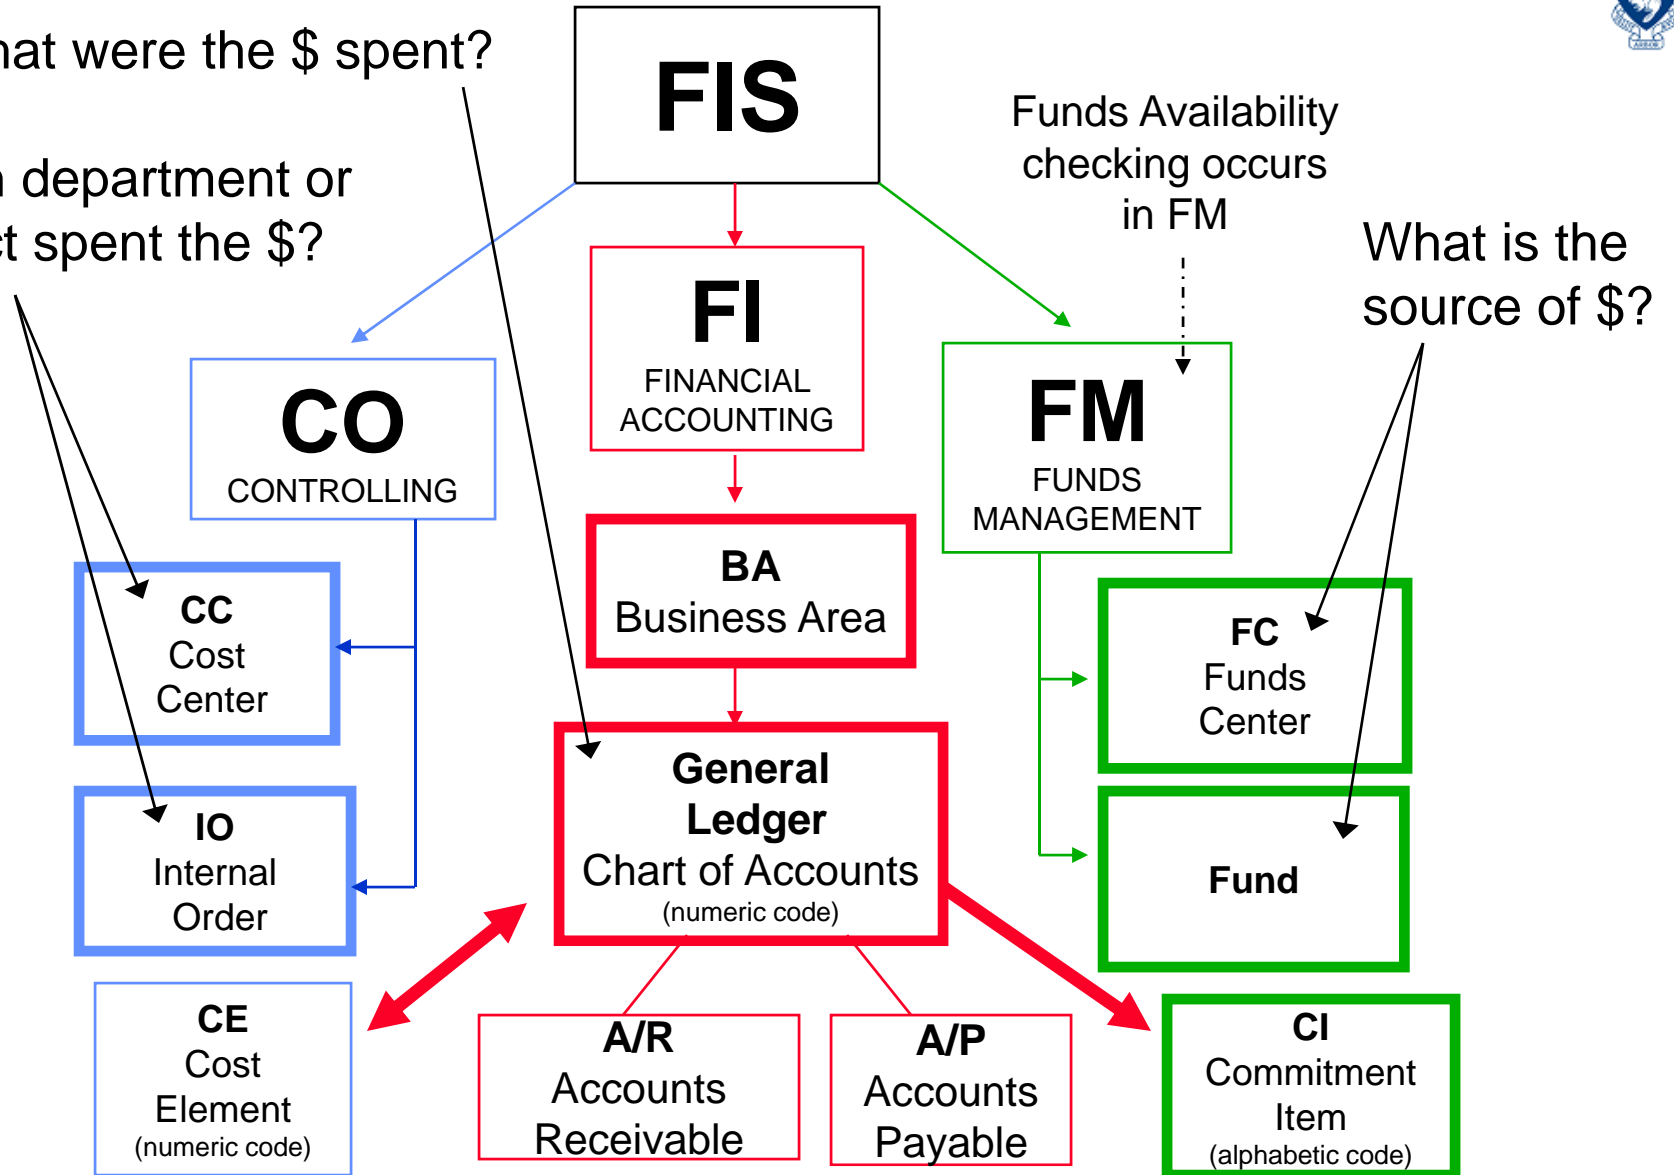 hat were the $ spent?
FIS
Funds Availability
checking occurs
in FM
department or
ct spent the $?
What is the
source of $?
FI
FINANCIAL
ACCOUNTING
CO
CONTROLLING
FM
FUNDS
MANAGEMENT
BA
Business Area
CC
Cost
Center
FC
Funds
Center
General
Ledger
Chart of Accounts
(numeric code)
IO
Internal
Order
Fund
CE
Cost
Element
(numeric code)
A/R
Accounts
Receivable
A/P
Accounts
Payable
CI
Commitment
Item
(alphabetic code)
ARBOR